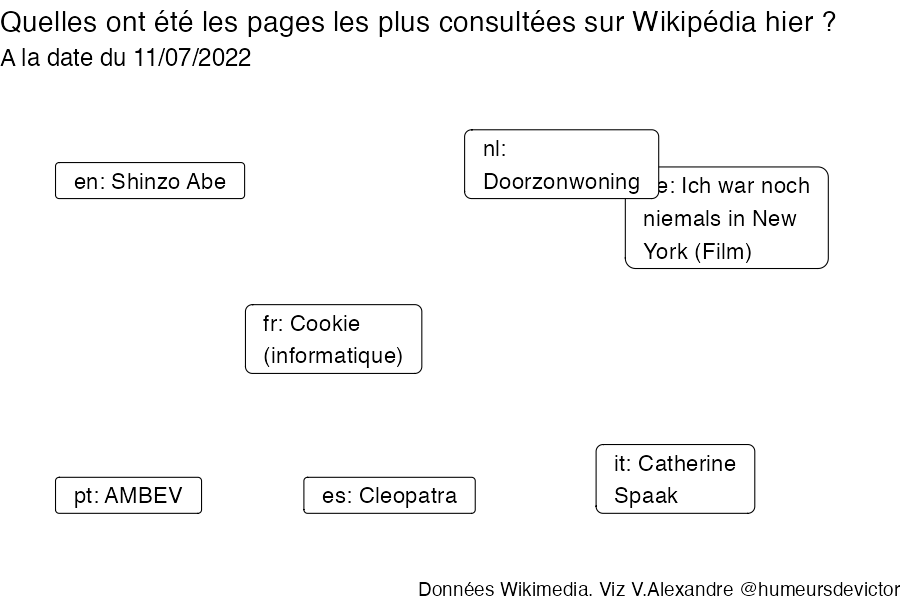 Quelles ont été les pages les plus consultées sur Wikipédia hier ?
A la date du 11/07/2022
en: Shinzo Abe
nl:
Doorzonwoning
e: Ich war noch
niemals in New
York (Film)
fr: Cookie
(informatique)
pt: AMBEV
es: Cleopatra
it: Catherine
Spaak
Données Wikimedia. Viz V.Alexandre @humeursdevictor